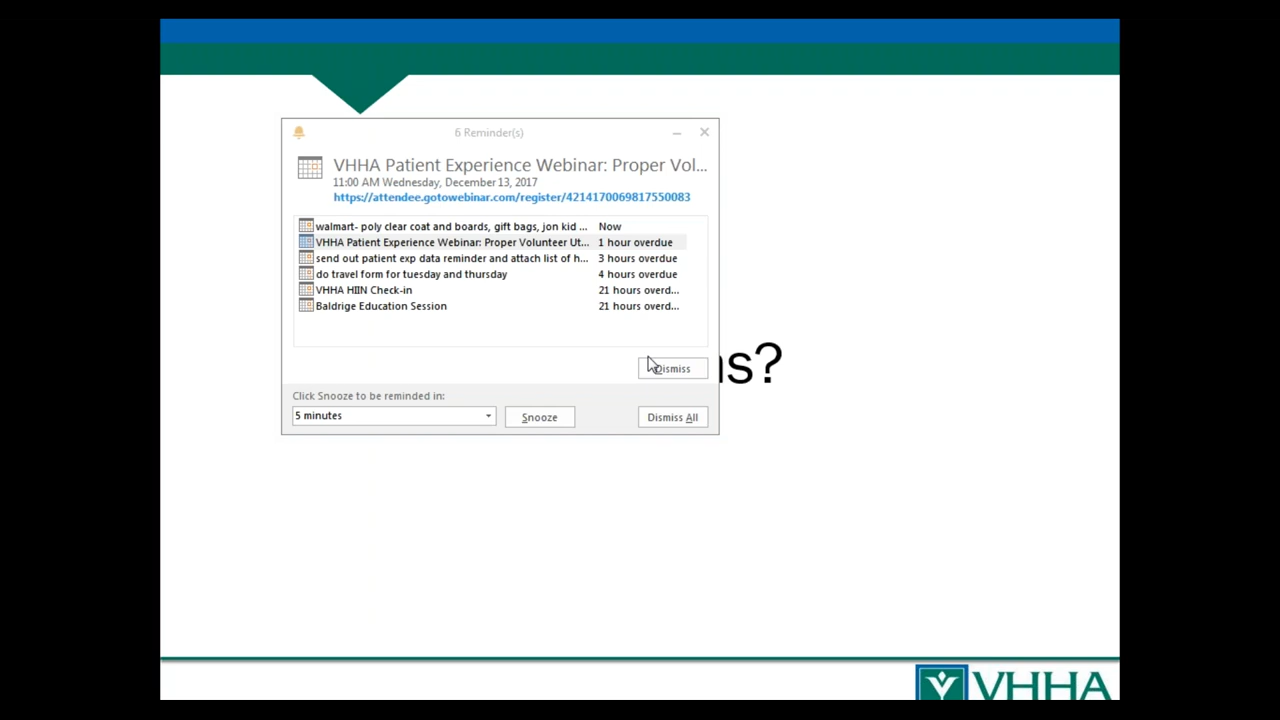 6 Reminder(s)
VHHA Patient Experience Webinar: Proper Vol...
11:00 AM Wednesday, December 13, 2017
https://attendee.gotowebinar.com/register/4214170069817550083
walmart- poly clear coat and boards, gift bags, jon kid ... Now
VHHA Patient Experience Webinar: Proper Volunteer Ut... 1 hour overdue
send out patient exp data reminder and attach list of h... 3 hours overdue
do travel form for tuesday and thursday 4 hours overdue
VHHA HIIN Check-in 21 hours overd...
Baldrige Education Session 21 hours overd...
Dismiss
Click Snooze to be reminded in:
5 minutes Snooze Dismiss All
VHHA